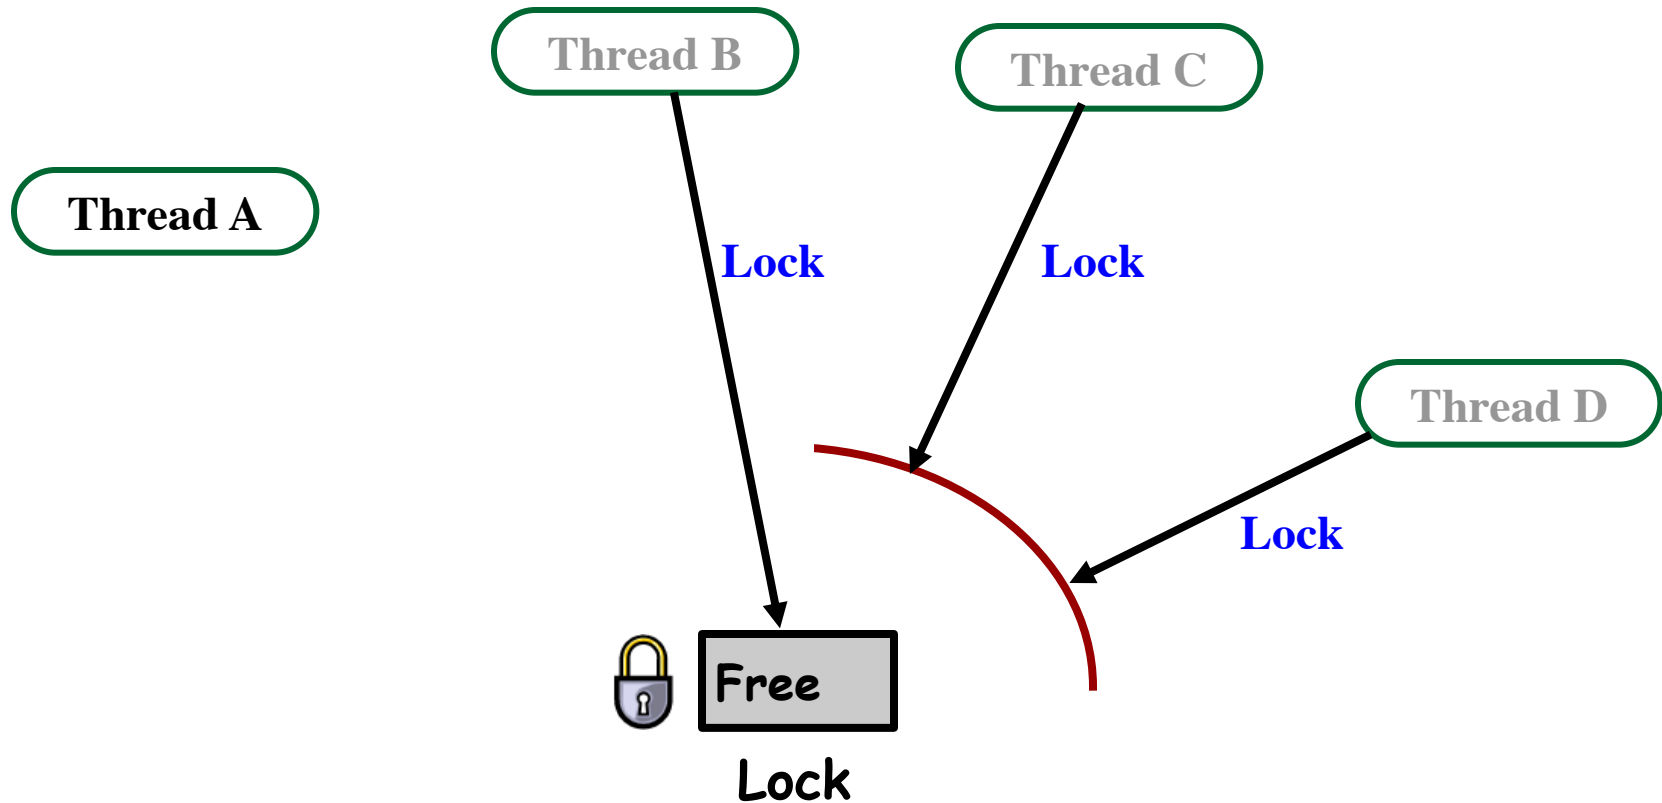 Thread B
Thread C
Thread A
Lock
Lock
Thread D
Lock
Free
Lock